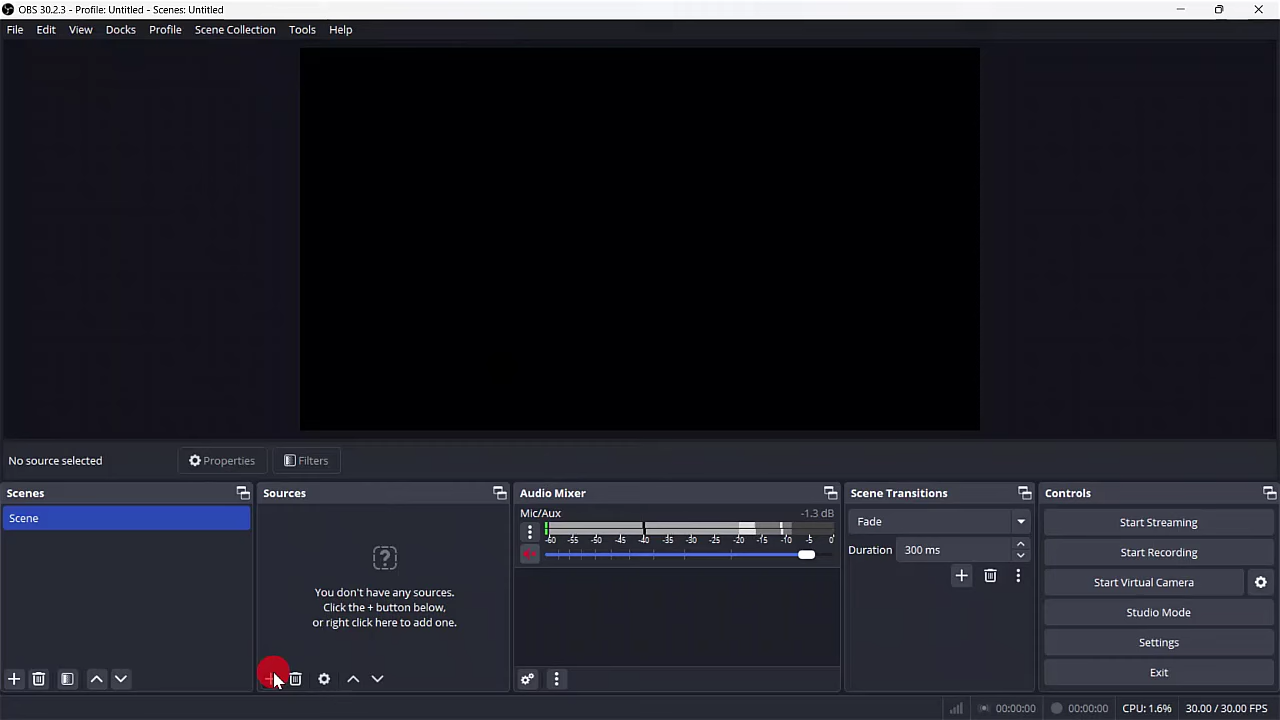 OBS 30.2.3 - Profile: Untitled - Scenes: Untitled
File Edit View Docks Profile Scene Collection Tools Help
No source selected Properties Filters
Scenes
Scene
Sources
You don't have any sources.
Click the + button below,
or right click here to add one.
Audio Mixer
Mic/Aux -1.3 dB
-60 -55 -50 -45 -40 -35 -30 -25 -20 -15 -10 -5 0
Scene Transitions
Fade
Duration 300 ms
Controls
Start Streaming
Start Recording
Start Virtual Camera
Studio Mode
Settings
Exit
00:00:00 00:00:00 CPU: 1.6% 30.00 / 30.00 FPS